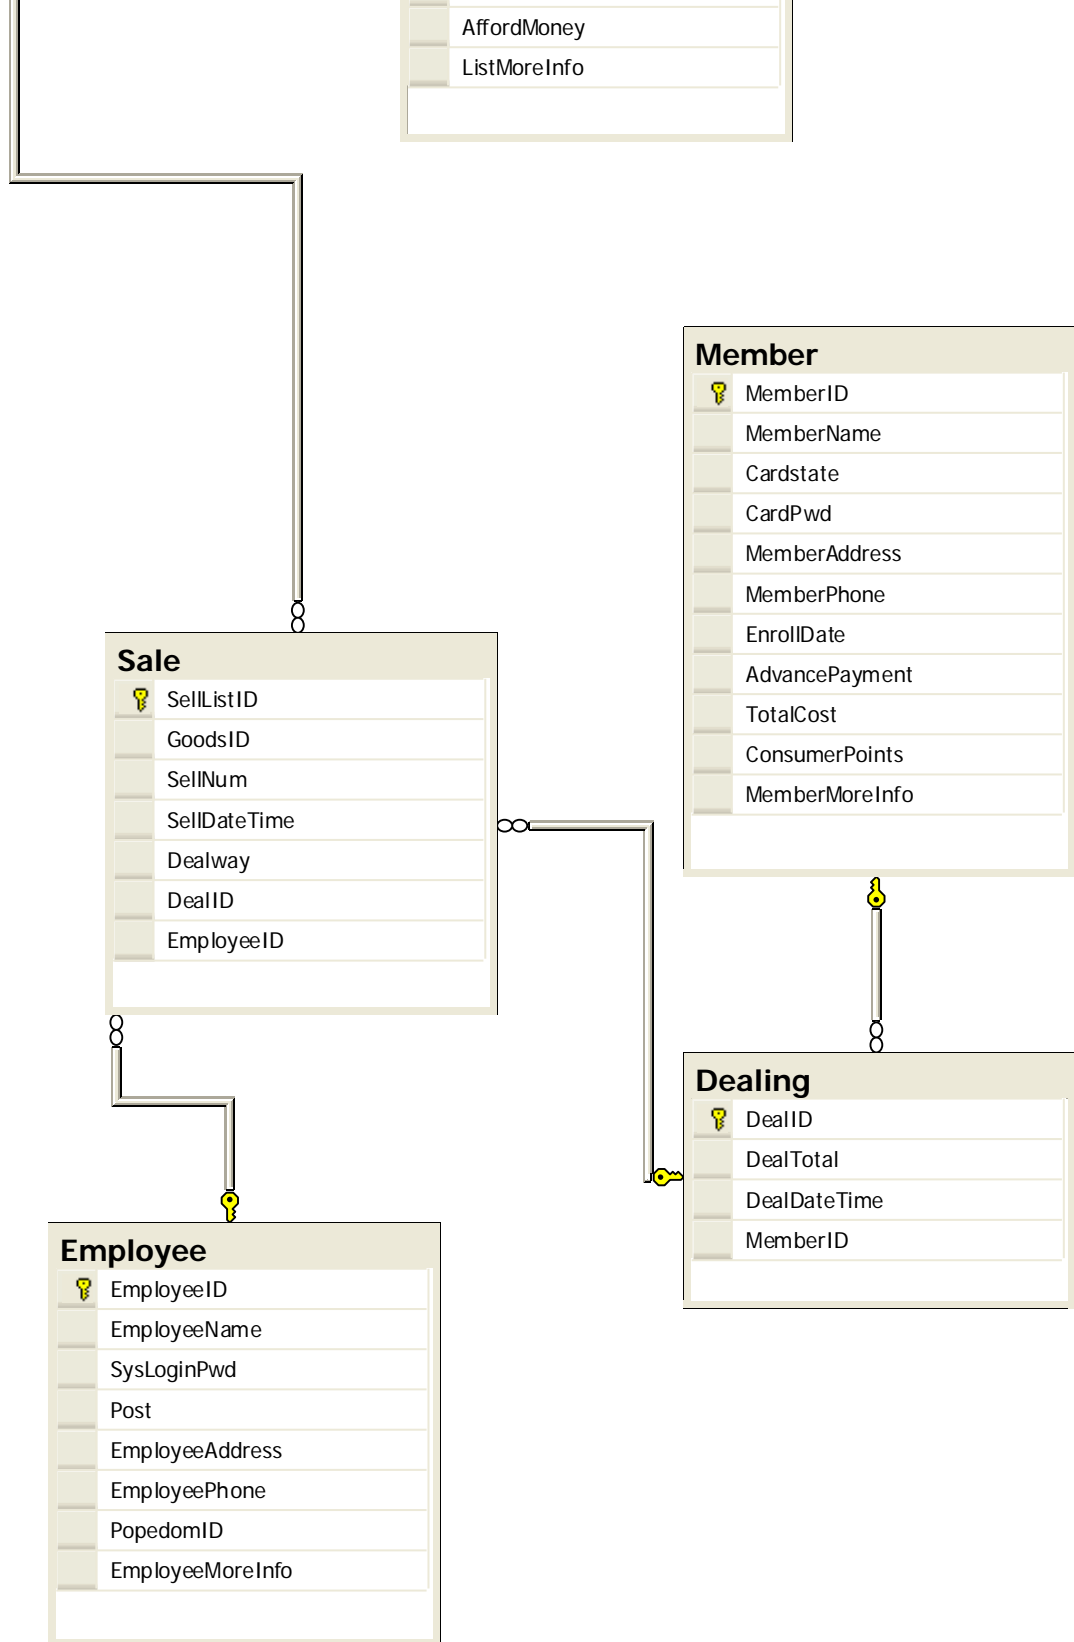 AffordMoney
ListMoreInfo
Member
MemberID
MemberName
Cardstate
CardPwd
MemberAddress
MemberPhone
EnrollDate
AdvancePayment
TotalCost
ConsumerPoints
MemberMoreInfo
Sale
SellListID
GoodsID
SellNum
SellDateTime
Dealway
DealID
EmployeeID
Dealing
DealID
DealTotal
DealDateTime
MemberID
Employee
EmployeeID
EmployeeName
SysLoginPwd
Post
EmployeeAddress
EmployeePhone
PopedomID
EmployeeMoreInfo